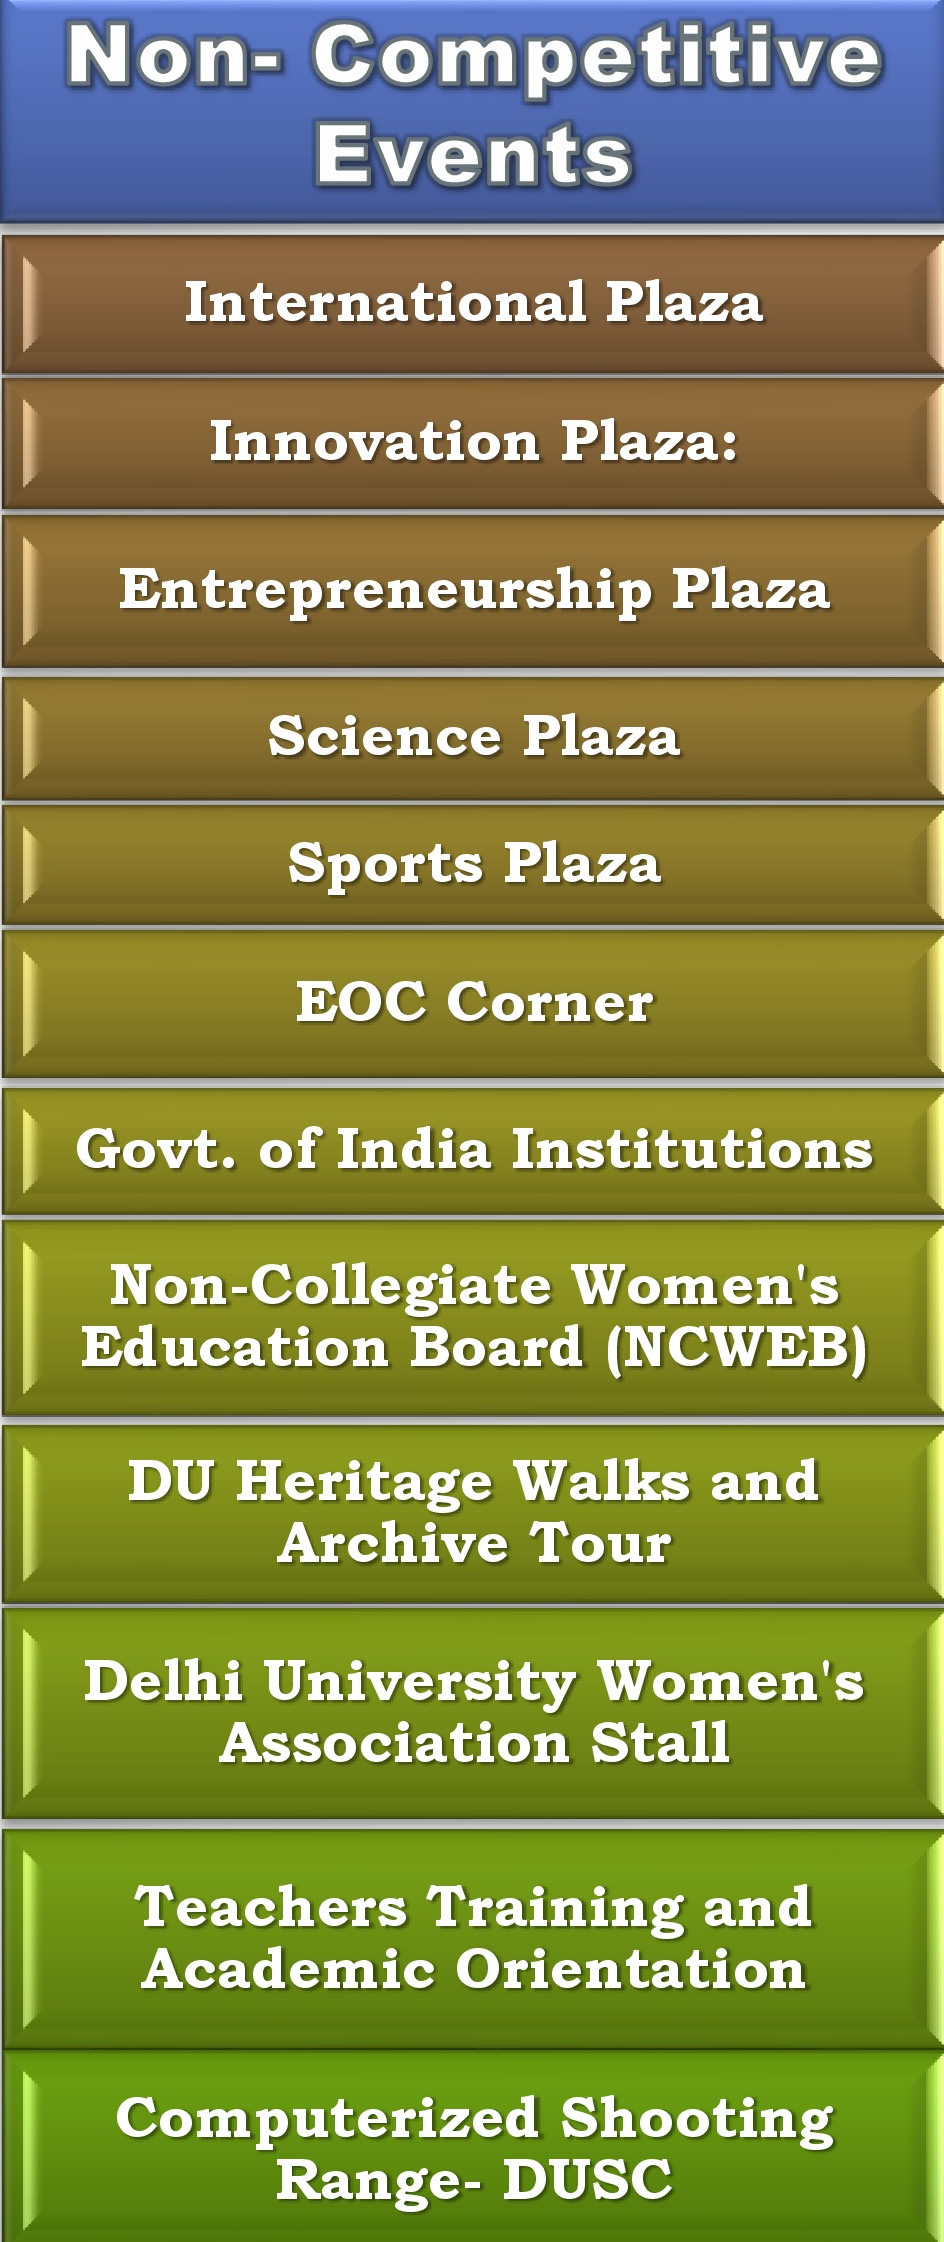 Non- Competitive
Events
International Plaza
Innovation Plaza:
Entrepreneurship Plaza
Science Plaza
Sports Plaza
EOC Corner
Govt. of India Institutions
Non-Collegiate Women's
Education Board (NCWEB)
DU Heritage Walks and
Archive Tour
Delhi University Women's
Association Stall
Teachers Training and
Academic Orientation
Computerized Shooting
Range- DUSC